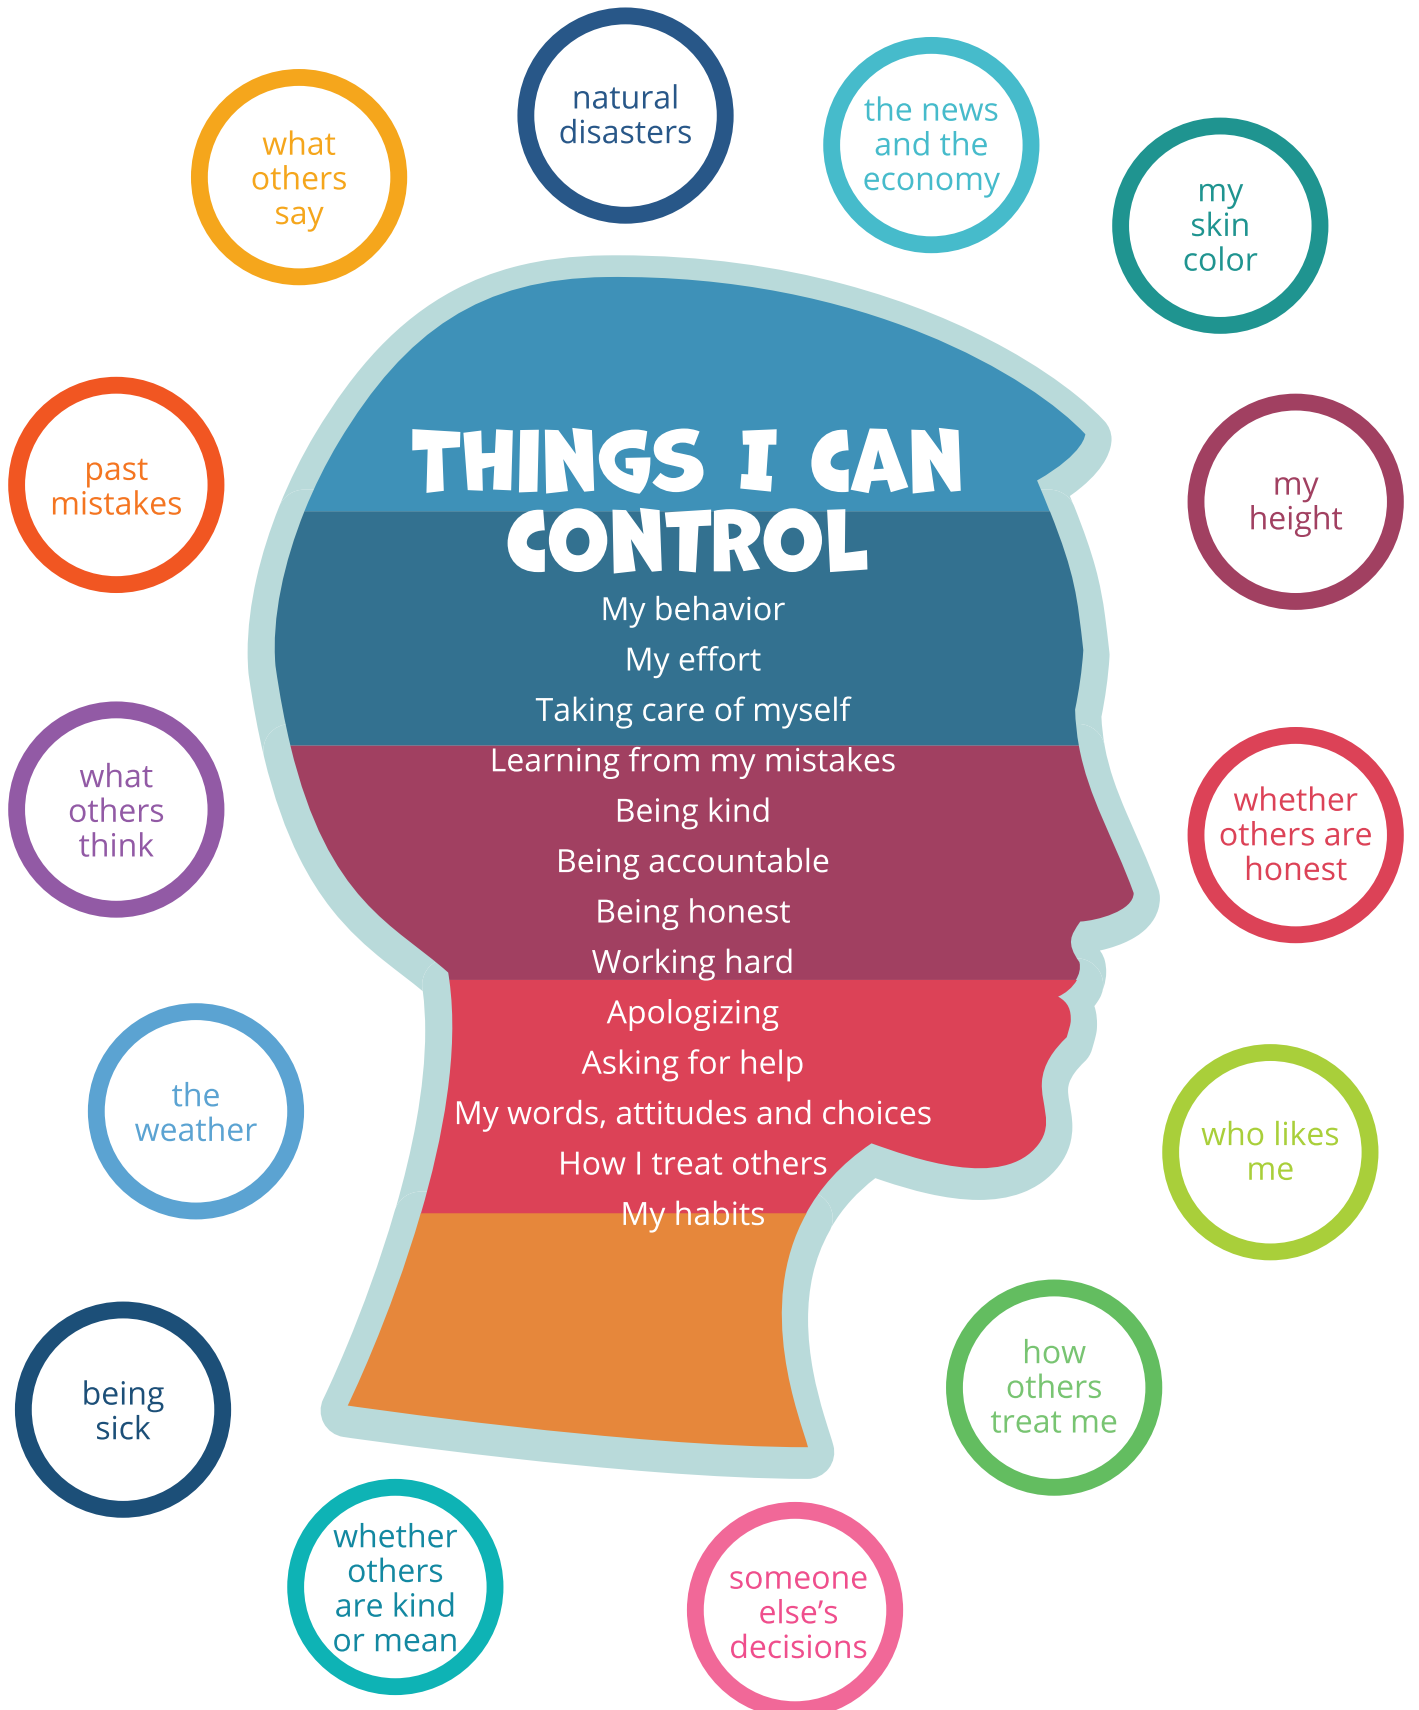 natural
disasters
the news
and the
economy
what
others
say
my
skin
color
past
mistakes
my
height
THINGS I CAN
CONTROL
My behavior
My effort
Taking care of myself
Learning from my mistakes
Being kind
Being accountable
Being honest
Working hard
Apologizing
Asking for help
My words, attitudes and choices
How I treat others
My habits
what
others
think
whether
others are
honest
the
weather
who likes
me
being
sick
how
others
treat me
whether
others
are kind
or mean
someone
else’s
decisions